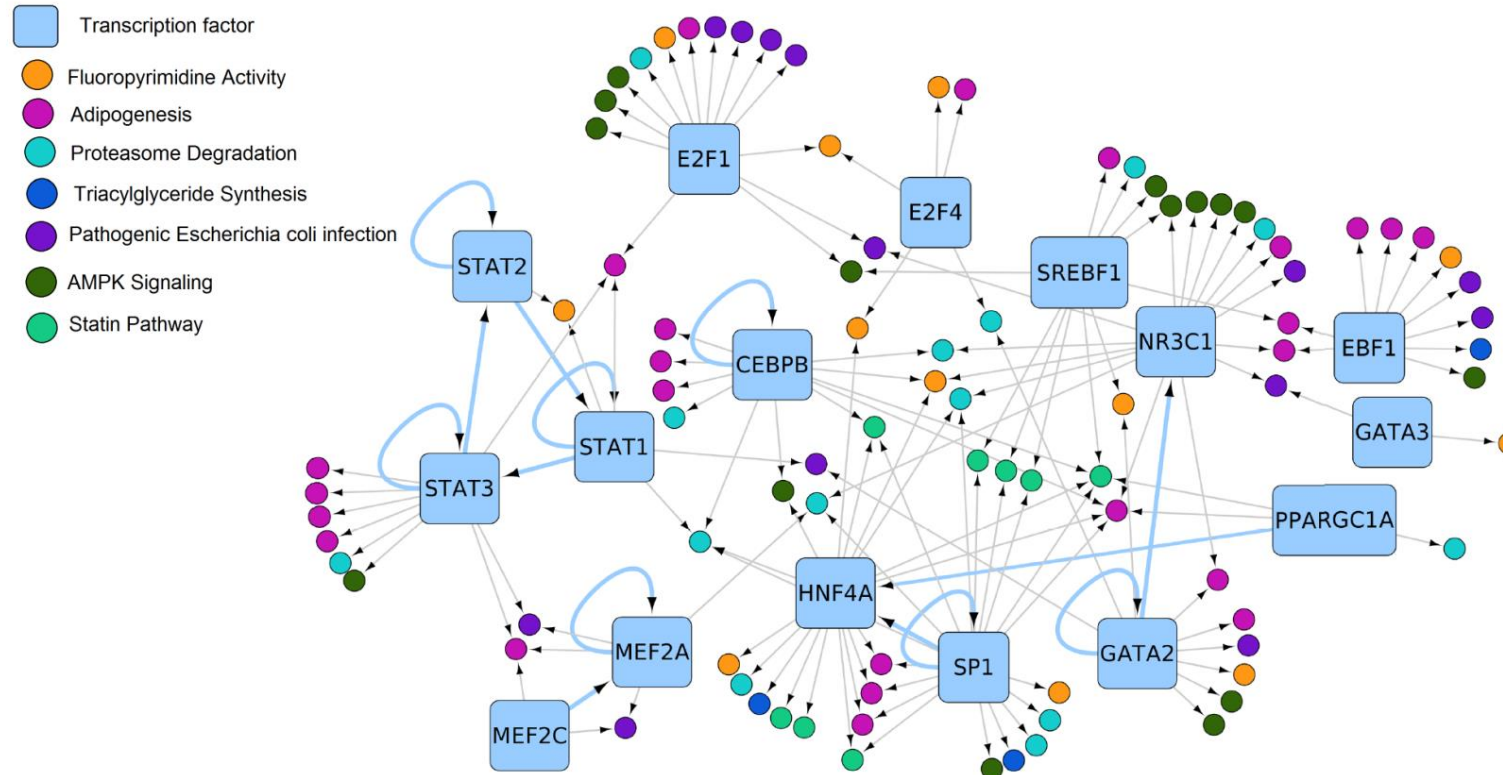 Transcription factor
Fluoropyrimidine Activity
Adipogenesis
Proteasome Degradation
Triacylglyceride Synthesis
Pathogenic Escherichia coli infection
AMPK Signaling
Statin Pathway
E2F1
E2F4
STAT2
SREBF1
NR3C1
EBF1
CEBPB
GATA3
STAT1
STAT3
PPARGC1A
HNF4A
MEF2A
SP1
GATA2
MEF2C